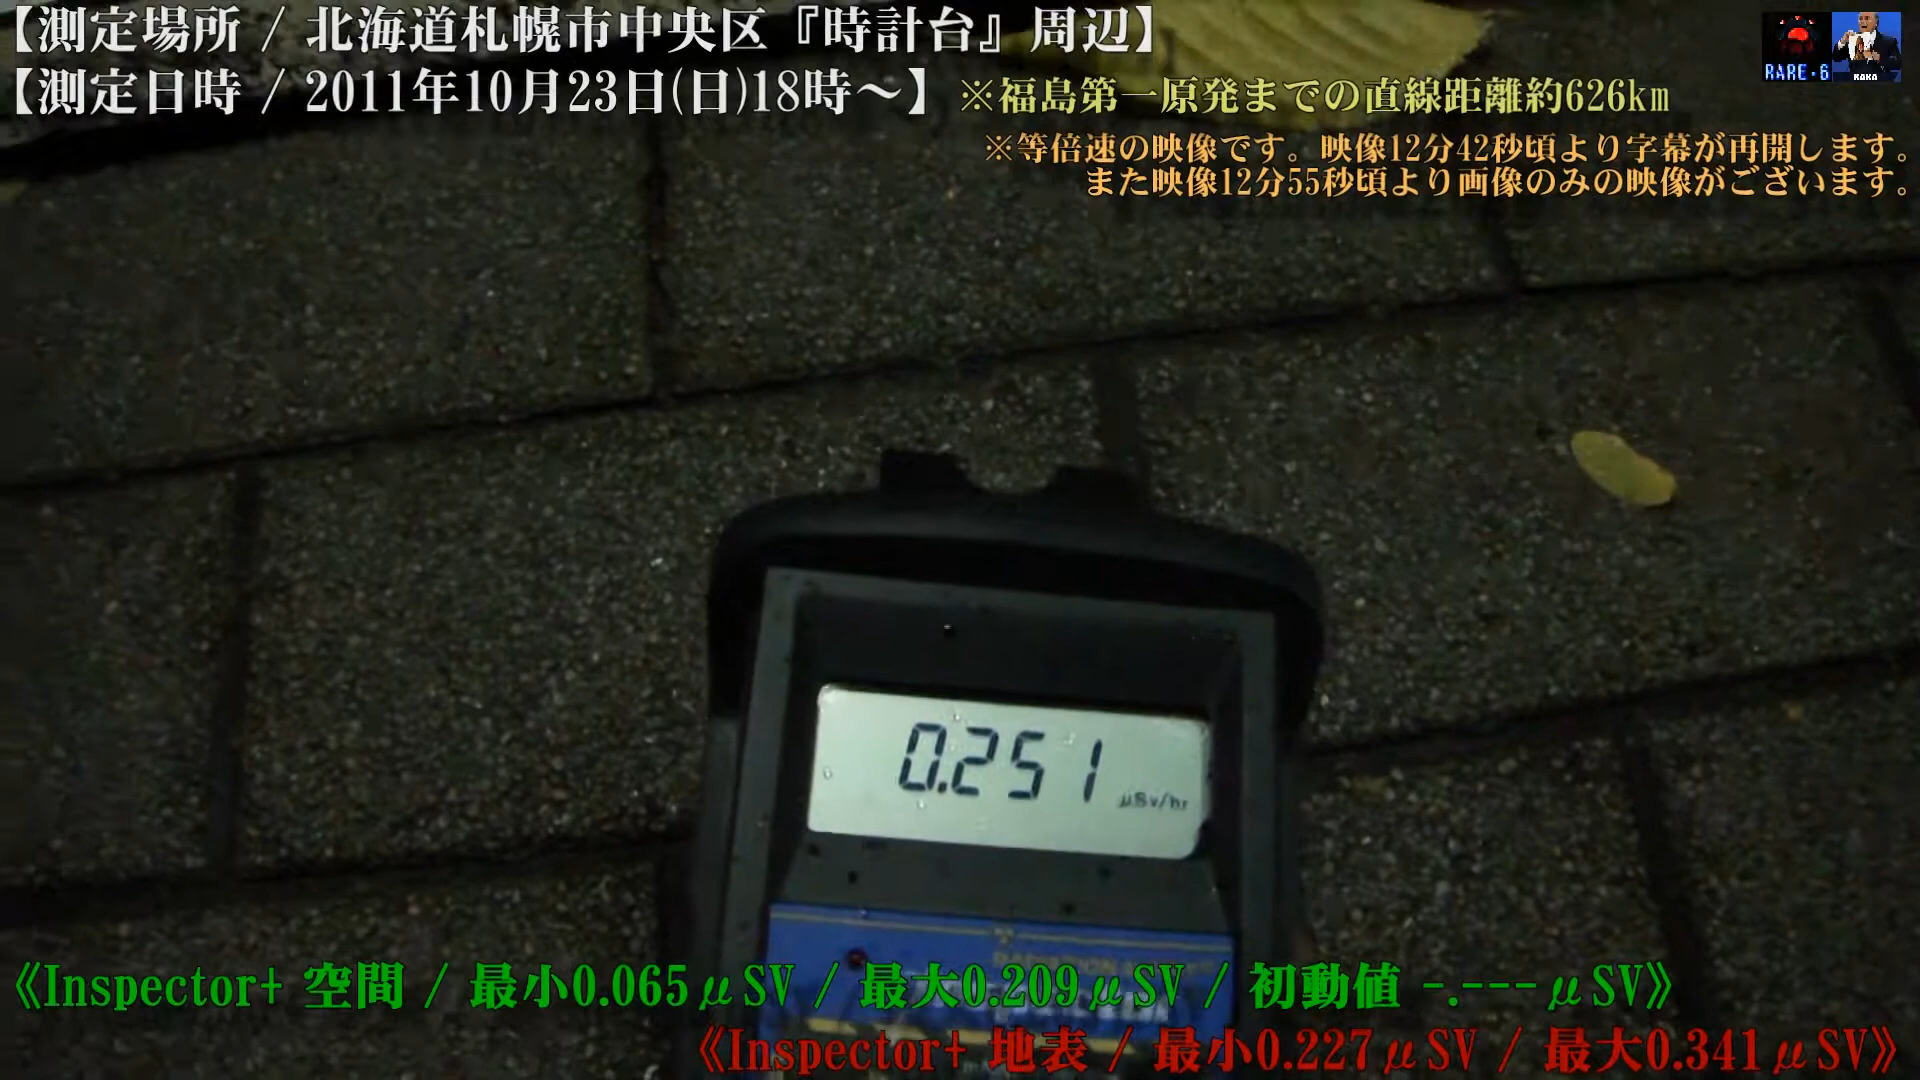 【測定場所 / 北海道札幌市中央区『時計台』周辺】
【測定日時 / 2011年10月23日(日)18時～】
※福島第一原発までの直線距離約626km
※等倍速の映像です。映像12分42秒頃より字幕が再開します。
また映像12分55秒頃より画像のみの映像がございます。
RARE・6
KAKA
0.251 μSv/hr
《Inspector+ 空間 / 最小0.065μSV / 最大0.209μSV / 初動値 -.---μSV》
《Inspector+ 地表 / 最小0.227μSV / 最大0.341μSV》